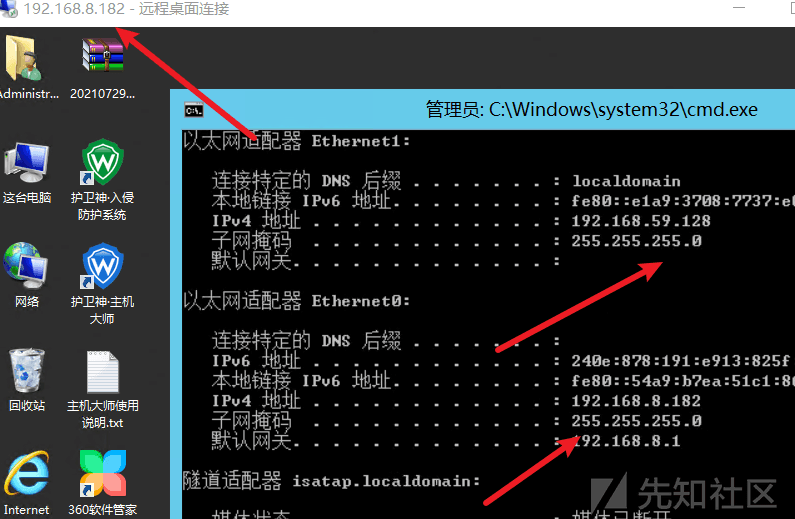 192.168.8.182 - 远程桌面连接
Administr...
20210729...
这台电脑
护卫神·入侵
防护系统
网络
护卫神·主机
大师
回收站
主机大师使用
说明.txt
Internet
360软件管家
管理员: C:\Windows\system32\cmd.exe
以太网适配器 Ethernet1:
连接特定的 DNS 后缀 . . . . . . . : localdomain
本地链接 IPv6 地址. . . . . . . . : fe80::e1a9:3708:7737:e
IPv4 地址 . . . . . . . . . . . . : 192.168.59.128
子网掩码 . . . . . . . . . . . . : 255.255.255.0
默认网关. . . . . . . . . . . . . :
以太网适配器 Ethernet0:
连接特定的 DNS 后缀 . . . . . . . :
IPv6 地址 . . . . . . . . . . . . : 240e:878:191:e913:825f
本地链接 IPv6 地址. . . . . . . . : fe80::54a9:b7ea:51c1:8
IPv4 地址 . . . . . . . . . . . . : 192.168.8.182
子网掩码 . . . . . . . . . . . . : 255.255.255.0
默认网关. . . . . . . . . . . . . : 192.168.8.1
隧道适配器 isatap.localdomain:
媒体状态 . . . . . . . . . . . . : 媒体已断开
先知社区